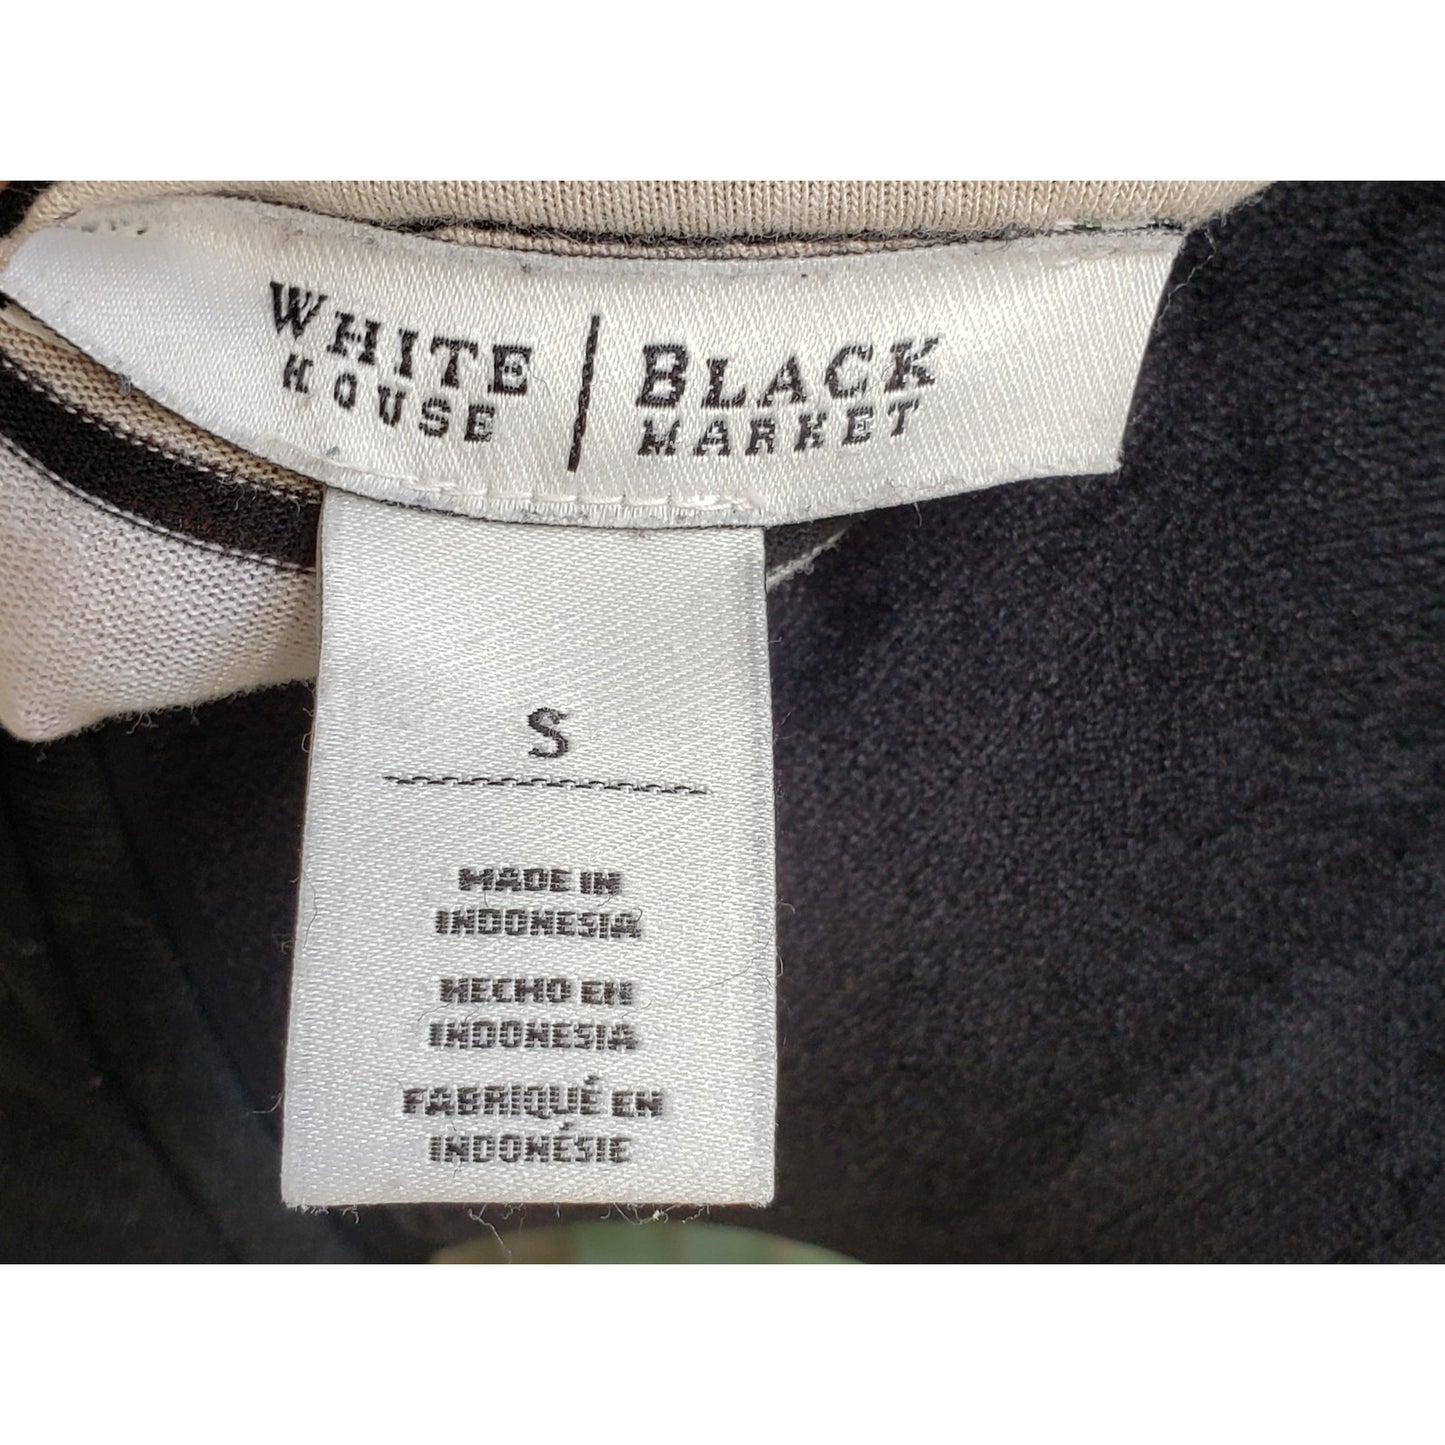 WHITE HOUSE | BLACK MARKET
S
MADE IN
INDONESIA
HECHO EN
INDONESIA
FABRIQUÉ EN
INDONÉSIE